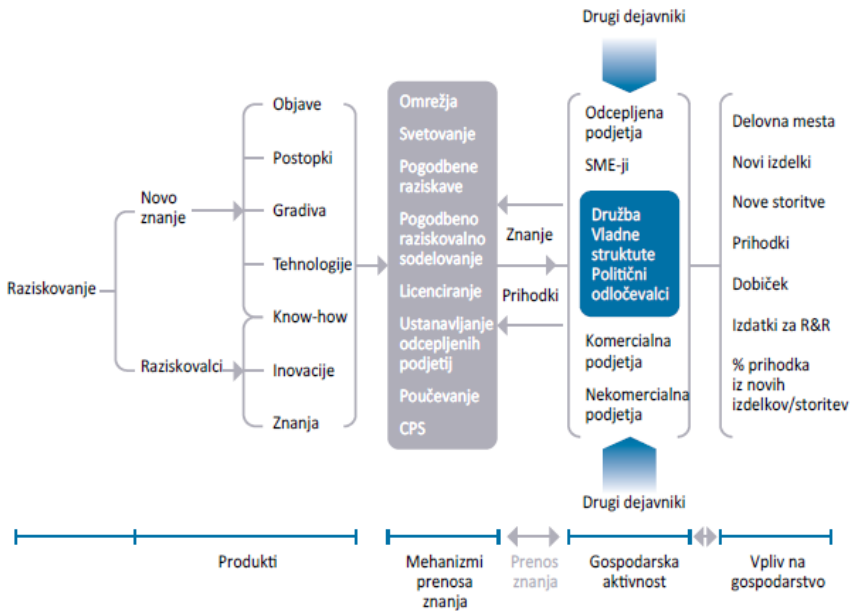 Drugi dejavniki
Raziskovanje
Novo
znanje
Raziskovalci
Objave
Postopki
Gradiva
Tehnologije
Know-how
Inovacije
Znanja
Omrežja
Svetovanje
Pogodbene
raziskave
Pogodbeno
raziskovalno
sodelovanje
Licenciranje
Ustanavljanje
odcepljenih
podjetij
Poučevanje
CPS
Znanje
Prihodki
Odcepljena
podjetja
SME-ji
Družba
Vladne
struktute
Politični
odločevalci
Komercialna
podjetja
Nekomercialna
podjetja
Drugi dejavniki
Delovna mesta
Novi izdelki
Nove storitve
Prihodki
Dobiček
Izdatki za R&R
% prihodka
iz novih
izdelkov/storitev
Produkti
Mehanizmi
prenosa
znanja
Prenos
znanja
Gospodarska
aktivnost
Vpliv na
gospodarstvo